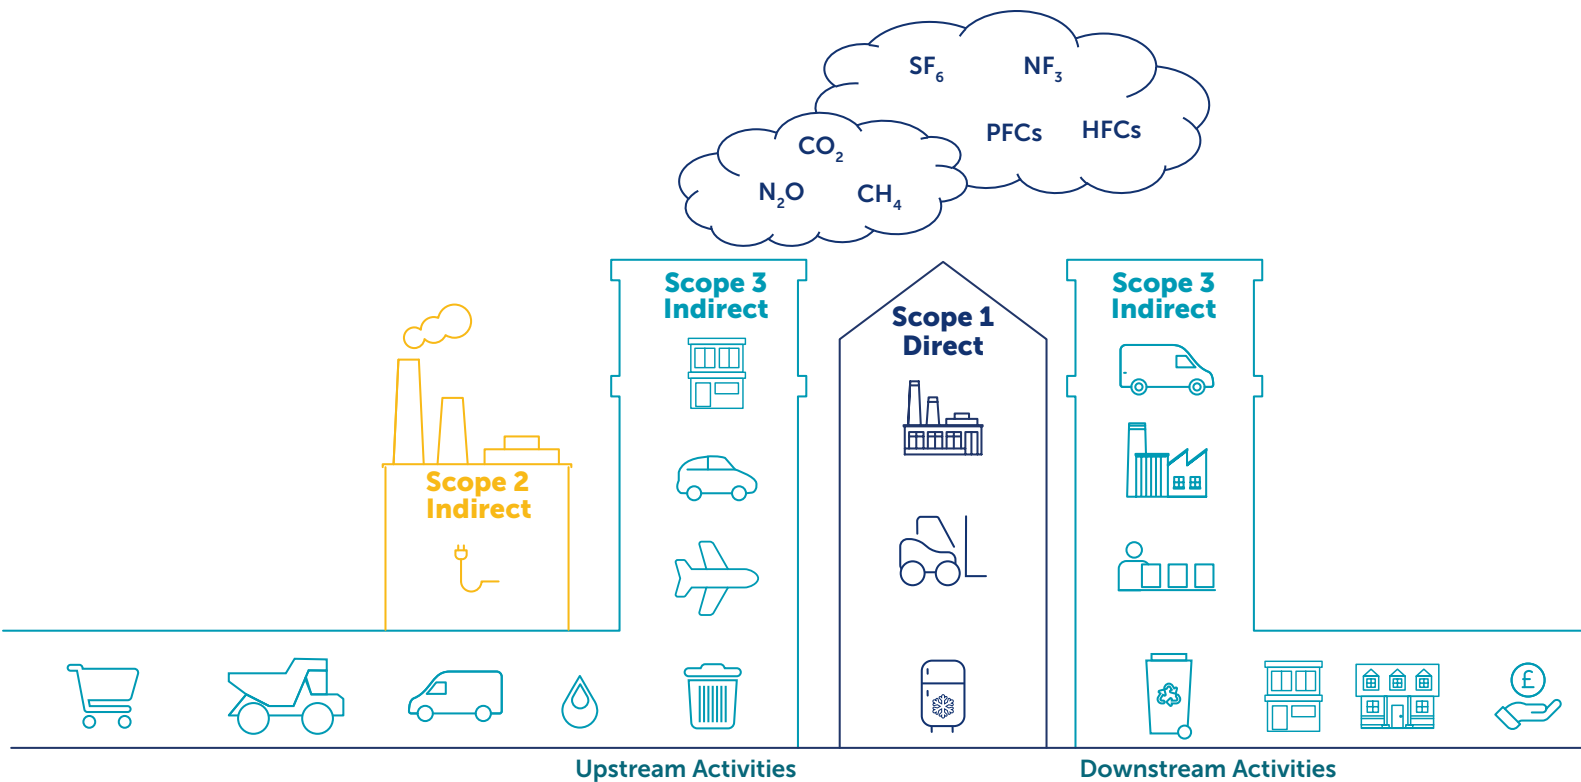 SF₆ NF₃
PFCs HFCs
CO₂
N₂O CH₄
Scope 3
Indirect
Scope 1
Direct
Scope 3
Indirect
Scope 2
Indirect
£
Upstream Activities
Downstream Activities